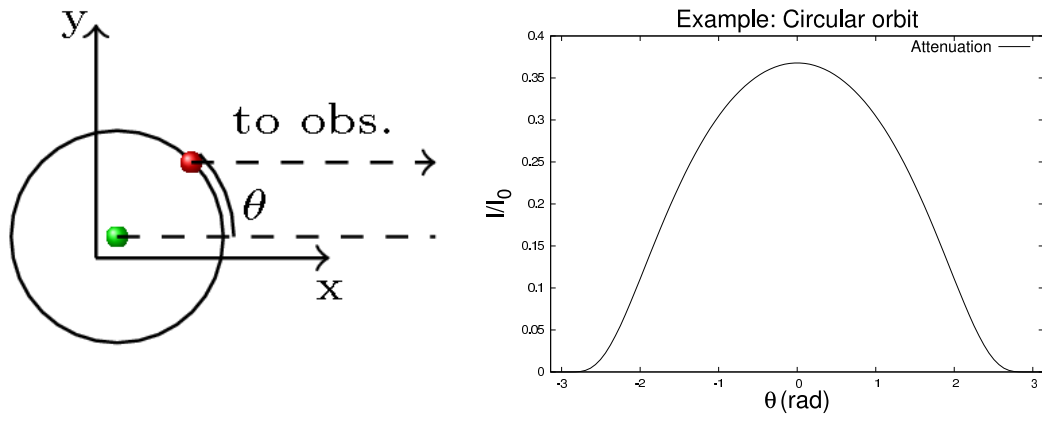 y
to obs.
θ
x
Example: Circular orbit
Attenuation
I/I0
0.4
0.35
0.3
0.25
0.2
0.15
0.1
0.05
0
-3 -2 -1 0 1 2 3
θ (rad)